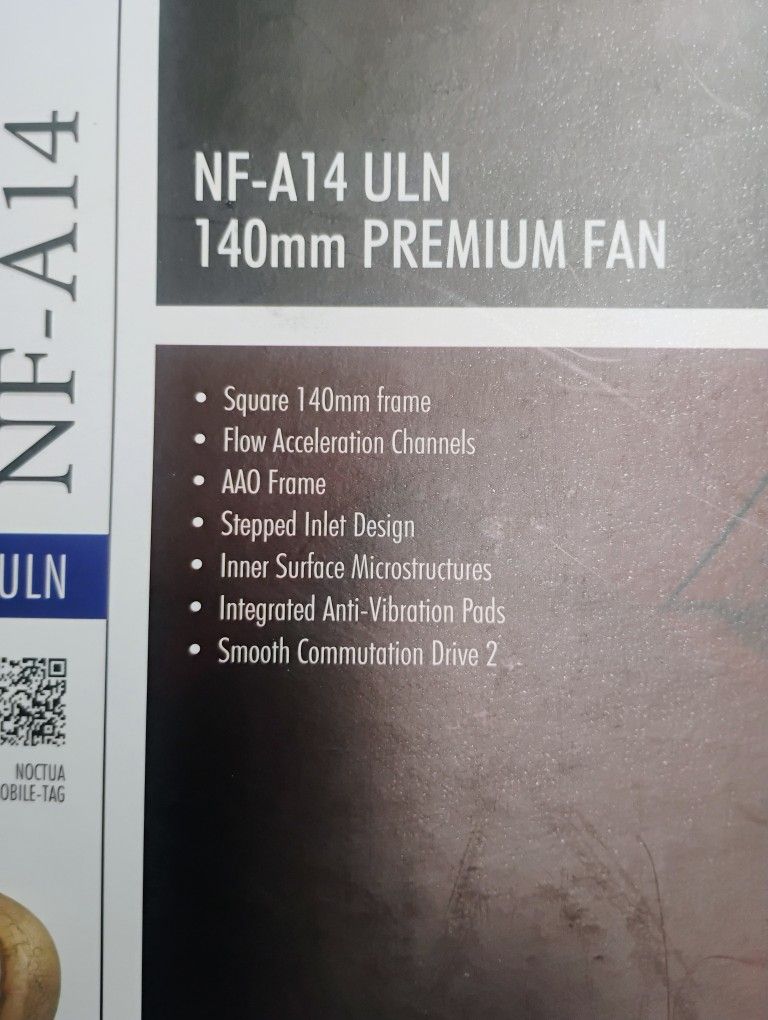 NF-A14
ULN
NOCTUA
OBILE-TAG
NF-A14 ULN
140mm PREMIUM FAN
• Square 140mm frame
• Flow Acceleration Channels
• AAO Frame
• Stepped Inlet Design
• Inner Surface Microstructures
• Integrated Anti-Vibration Pads
• Smooth Commutation Drive 2